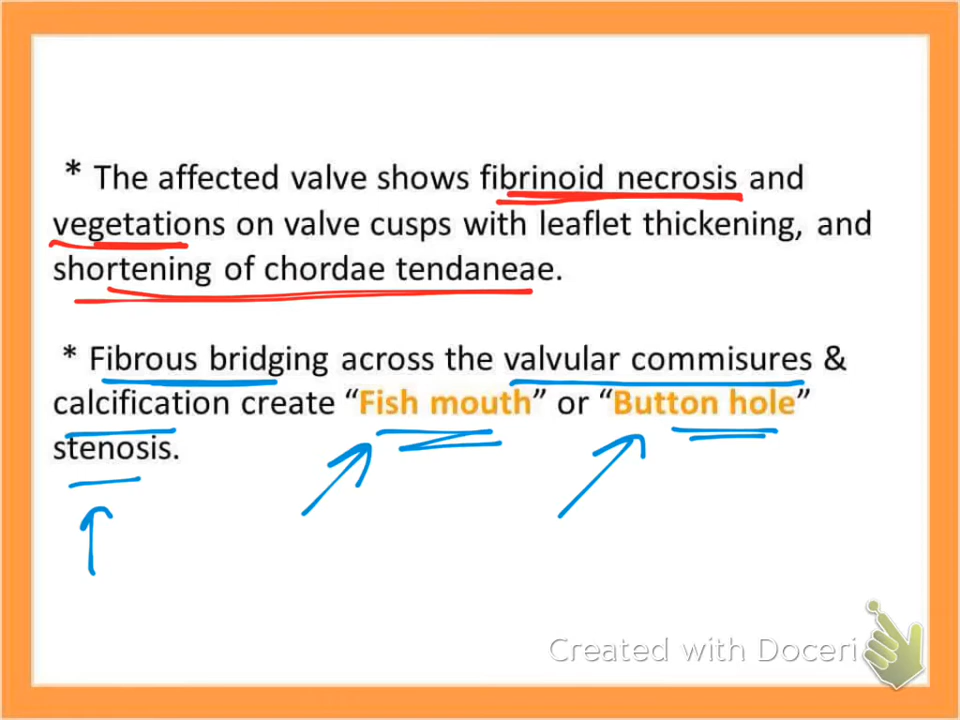 * The affected valve shows fibrinoid necrosis and
vegetations on valve cusps with leaflet thickening, and
shortening of chordae tendaneae.
* Fibrous bridging across the valvular commisures &
calcification create “Fish mouth” or “Button hole”
stenosis.
Created with Doceri